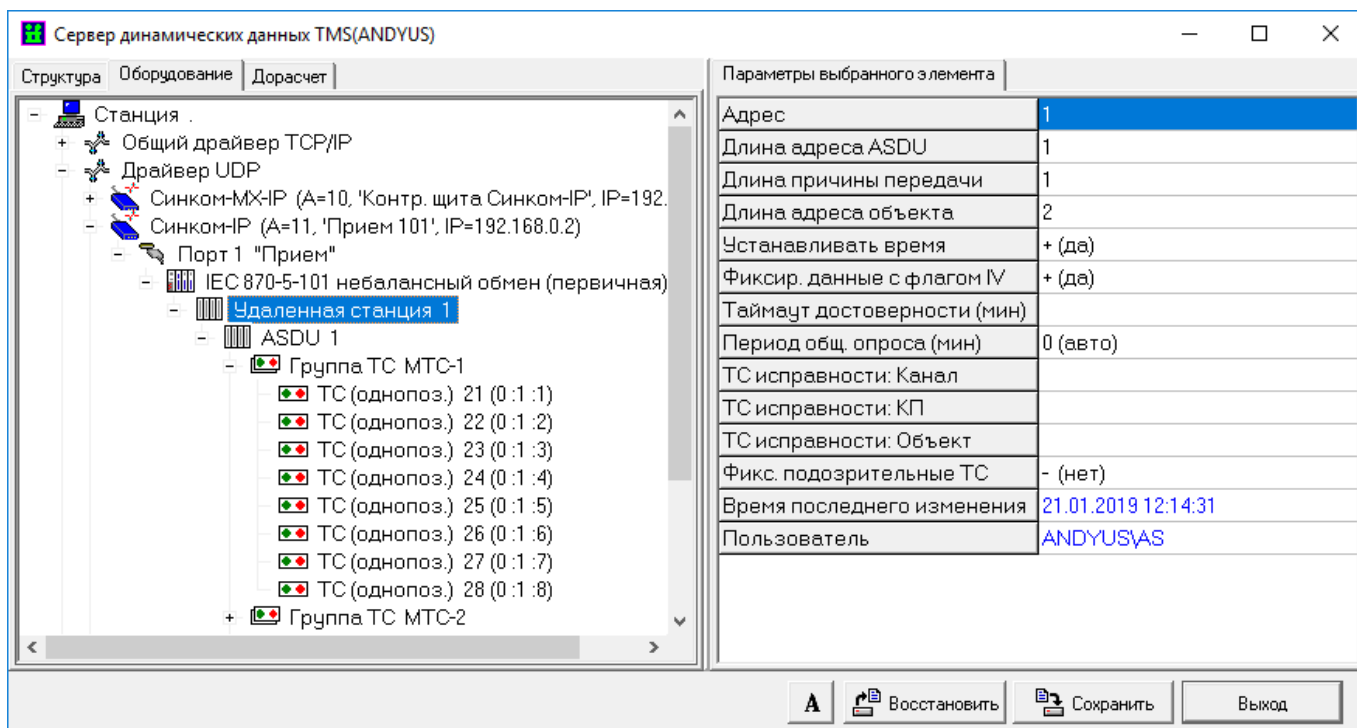 Сервер динамических данных TMS(ANDYUS)
Структура Оборудование Дорасчет
Станция .
Общий драйвер TCP/IP
Драйвер UDP
Синком-MX-IP (A=10, 'Контр. щита Синком-IP', IP=192.
Синком-IP (A=11, 'Прием 101', IP=192.168.0.2)
Порт 1 "Прием"
IEC 870-5-101 небалансный обмен (первичная)
Удаленная станция 1
ASDU 1
Группа ТС МТС-1
ТС (однопоз.) 21 (0 :1 :1)
ТС (однопоз.) 22 (0 :1 :2)
ТС (однопоз.) 23 (0 :1 :3)
ТС (однопоз.) 24 (0 :1 :4)
ТС (однопоз.) 25 (0 :1 :5)
ТС (однопоз.) 26 (0 :1 :6)
ТС (однопоз.) 27 (0 :1 :7)
ТС (однопоз.) 28 (0 :1 :8)
Группа ТС МТС-2
Параметры выбранного элемента
Адрес 1
Длина адреса ASDU 1
Длина причины передачи 1
Длина адреса объекта 2
Устанавливать время + (да)
Фиксир. данные с флагом IV + (да)
Таймаут достоверности (мин)
Период общ. опроса (мин) 0 (авто)
ТС исправности: Канал
ТС исправности: КП
ТС исправности: Объект
Фикс. подозрительные ТС - (нет)
Время последнего изменения 21.01.2019 12:14:31
Пользователь ANDYUS\AS
A Восстановить Сохранить Выход